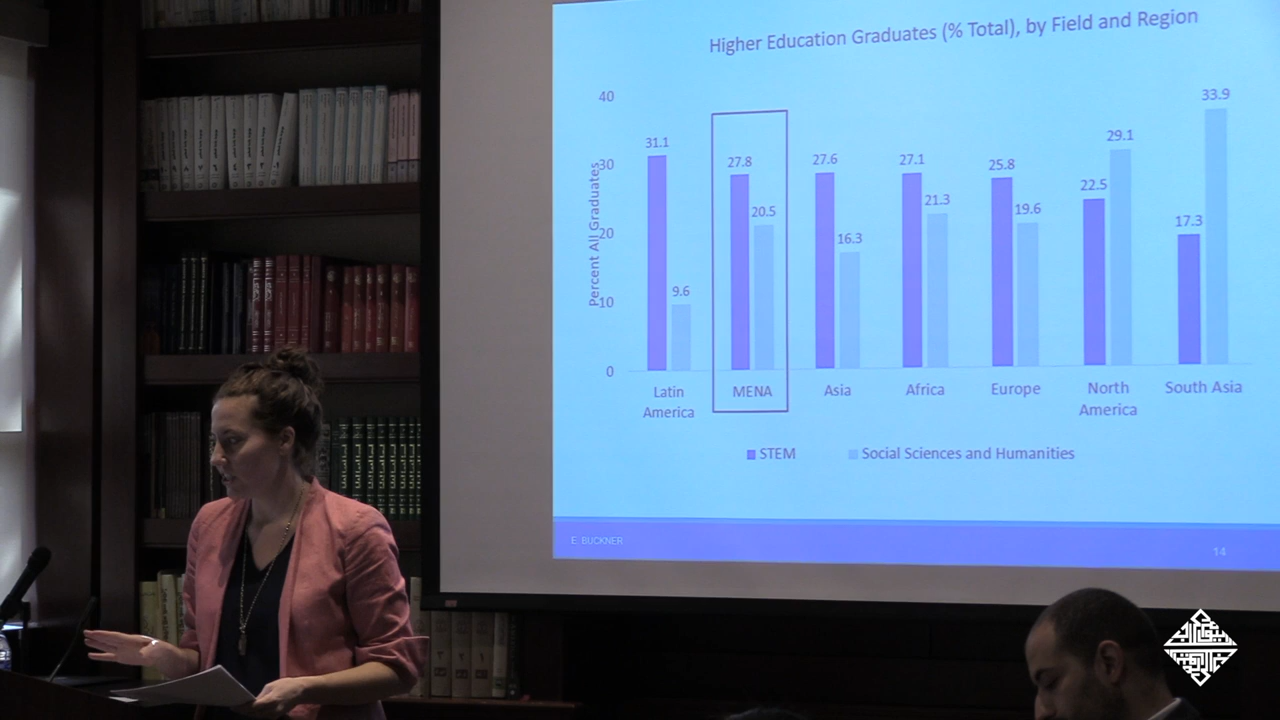 Higher Education Graduates (% Total), by Field and Region
Percent All Graduates
40
30
20
10
0
31.1
9.6
27.8
20.5
27.6
16.3
27.1
21.3
25.8
19.6
22.5
29.1
17.3
33.9
Latin
America
MENA
Asia
Africa
Europe
North
America
South Asia
STEM
Social Sciences and Humanities
E. BUCKNER
14